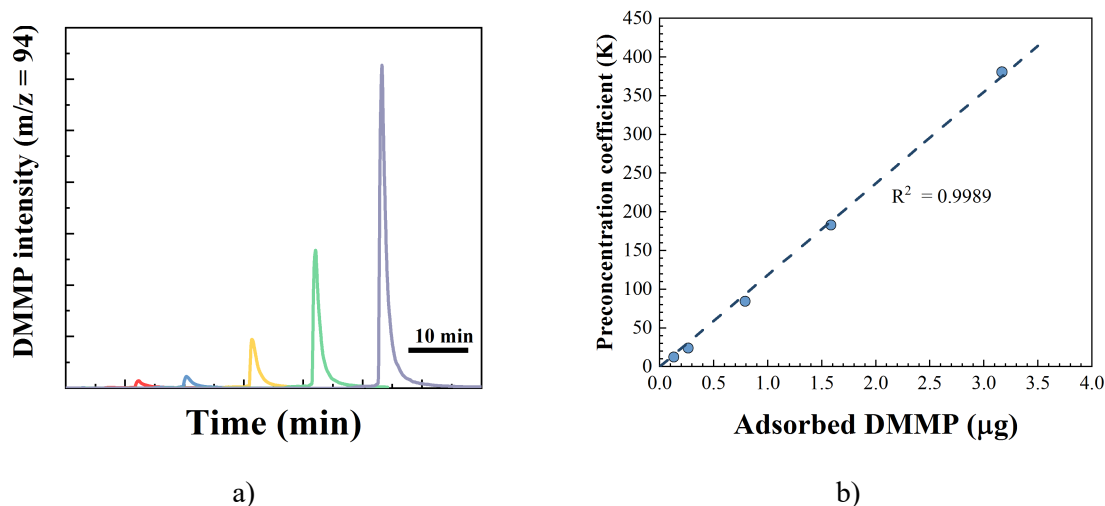 DMMP intensity (m/z = 94)
10 min
Time (min)
a)
Preconcentration coefficient (K)
450
400
350
300
250
200
150
100
50
0
R² = 0.9989
0.0 0.5 1.0 1.5 2.0 2.5 3.0 3.5 4.0
Adsorbed DMMP (µg)
b)